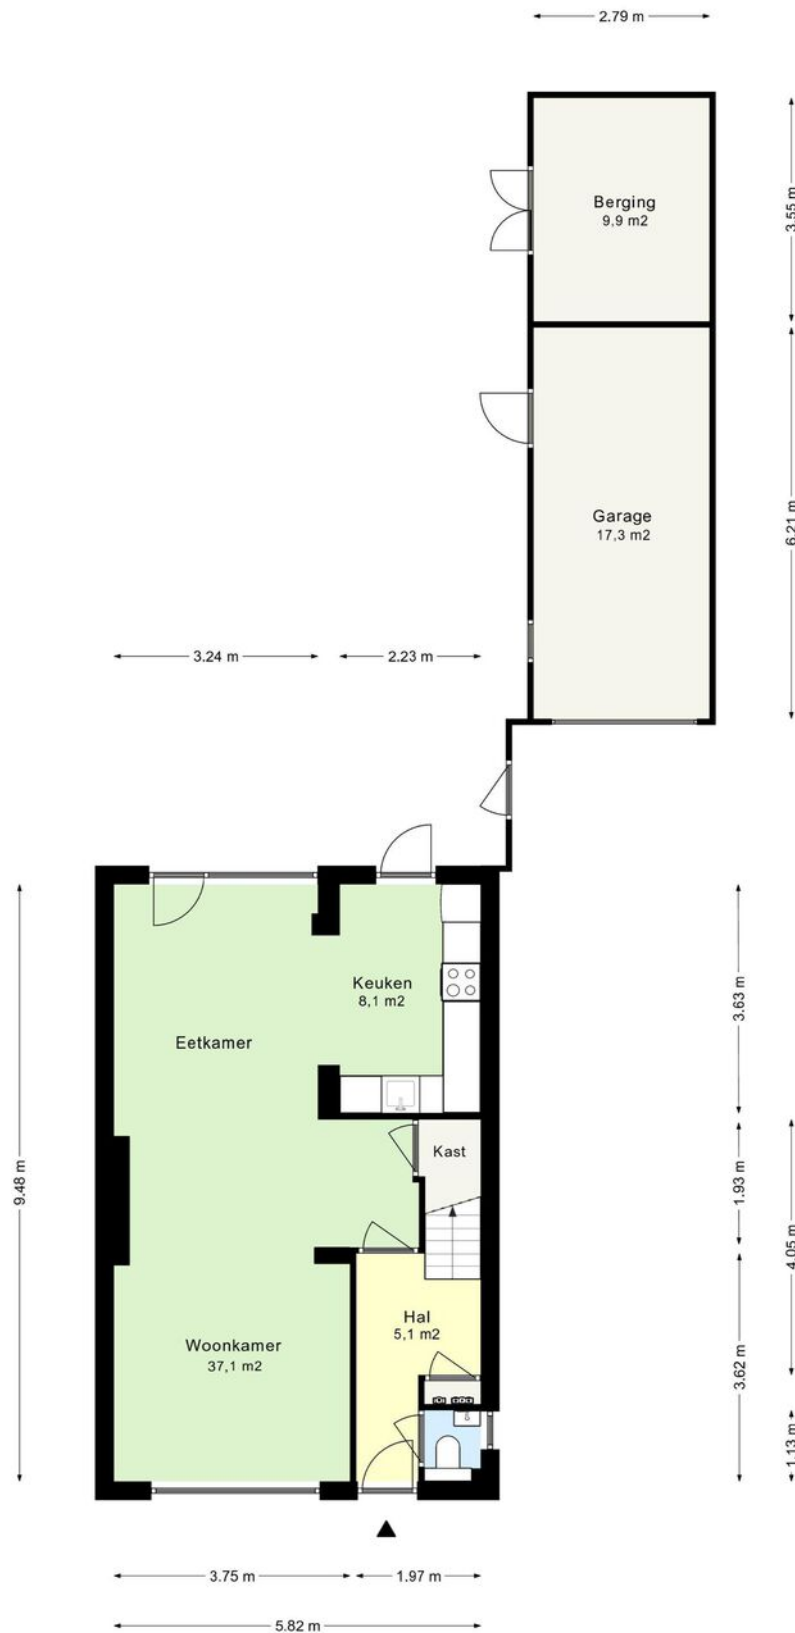 2.79 m
Berging
9,9 m2
3.55 m
Garage
17,3 m2
6.21 m
3.24 m
2.23 m
Keuken
8,1 m2
3.63 m
Eetkamer
Kast
9.48 m
1.93 m
4.05 m
Hal
5,1 m2
Woonkamer
37,1 m2
3.62 m
1.13 m
3.75 m
1.97 m
5.82 m